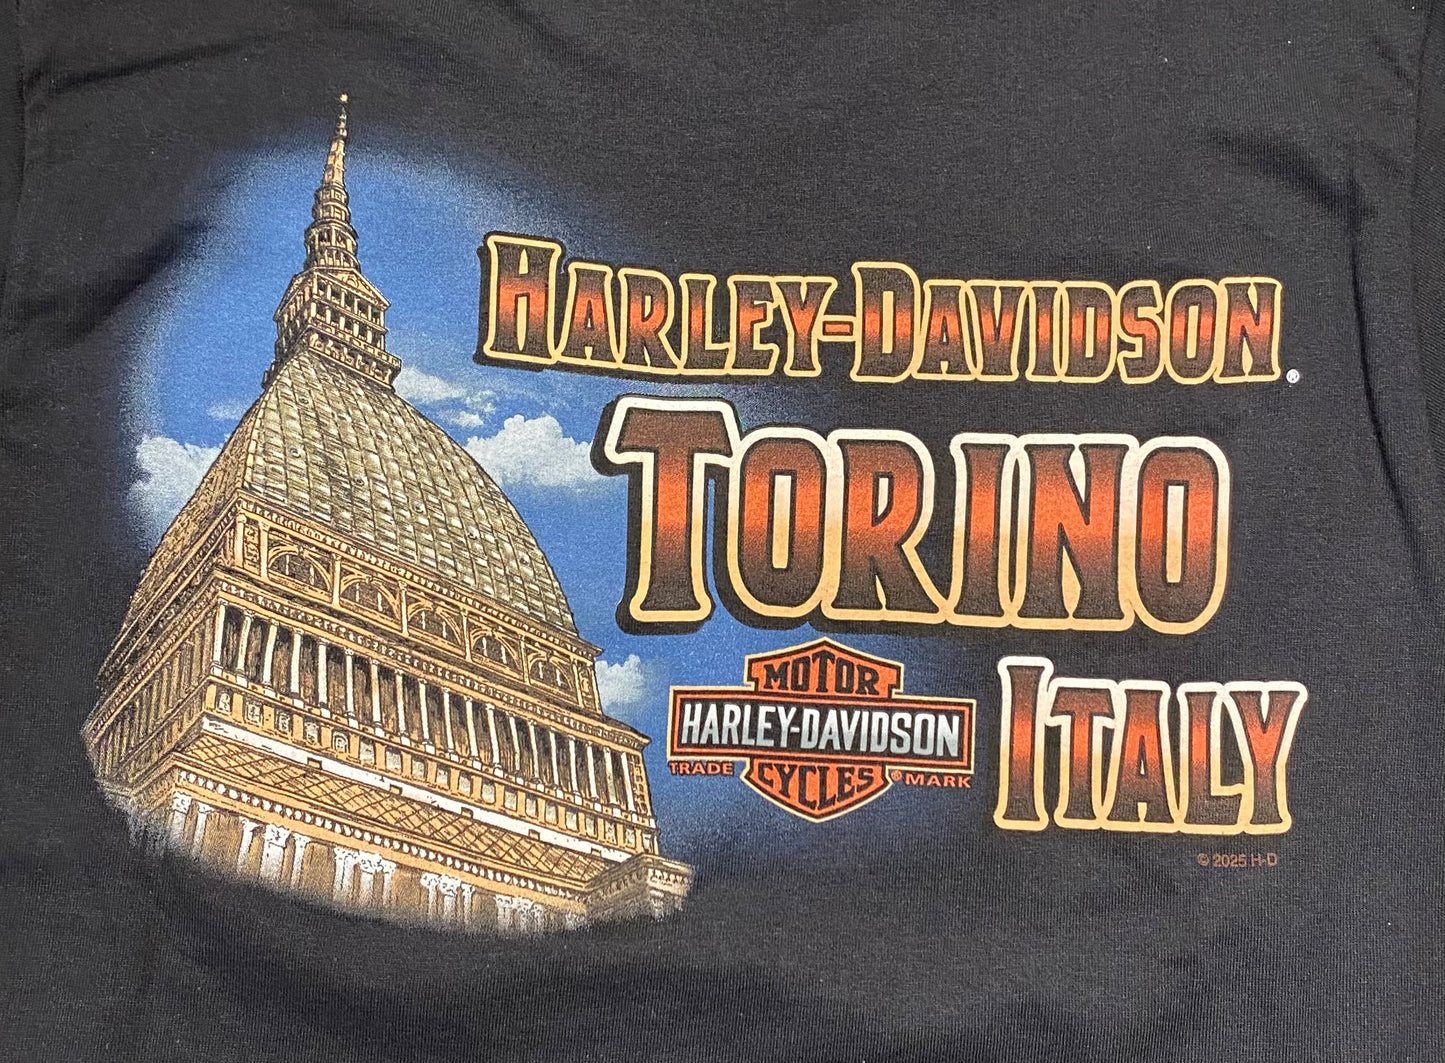 HARLEY-DAVIDSON®
TORINO
ITALY
MOTOR
HARLEY-DAVIDSON
CYCLES
TRADE ® MARK
© 2025 H-D